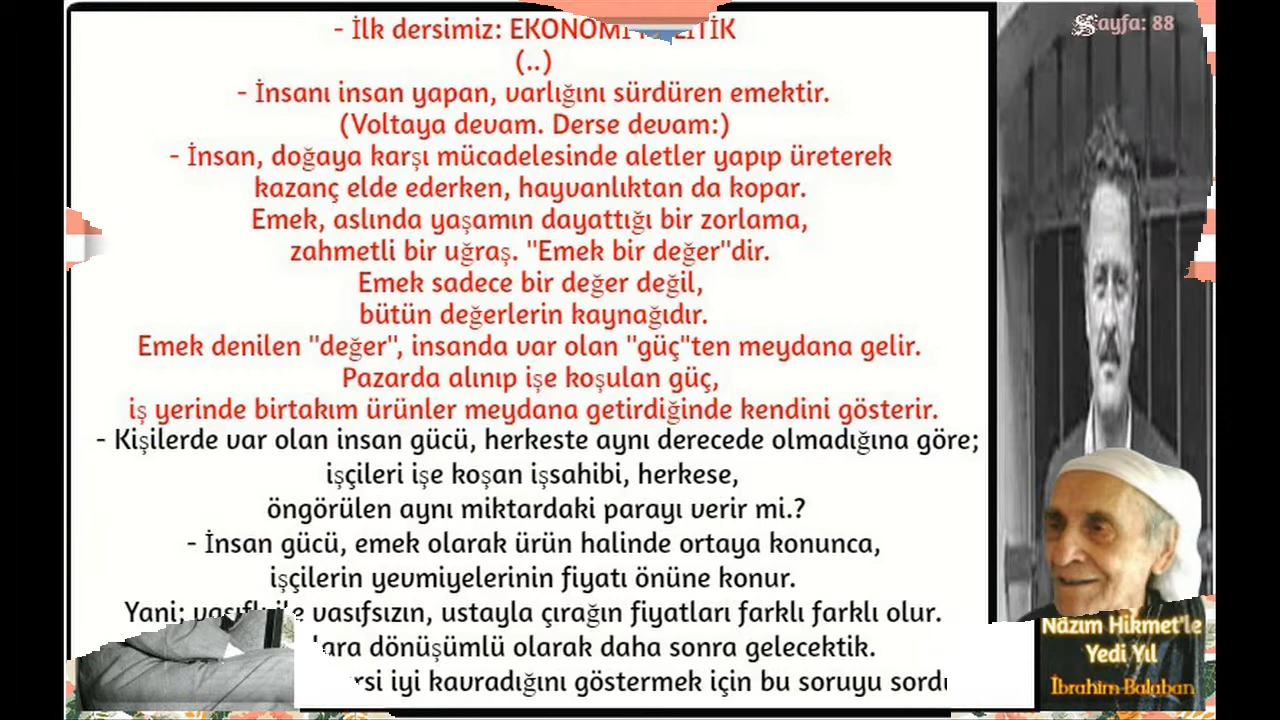 - İlk dersimiz: EKONOMİ
(..)
- İnsanı insan yapan, varlığını sürdüren emektir.
(Voltaya devam. Derse devam:)
- İnsan, doğaya karşı mücadelesinde aletler yapıp üreterek
kazanç elde ederken, hayvanlıktan da kopar.
Emek, aslında yaşamın dayattığı bir zorlama,
zahmetli bir uğraş. "Emek bir değer"dir.
Emek sadece bir değer değil,
bütün değerlerin kaynağıdır.
Emek denilen "değer", insanda var olan "güç"ten meydana gelir.
Pazarda alınıp işe koşulan güç,
iş yerinde birtakım ürünler meydana getirdiğinde kendini gösterir.
- Kişilerde var olan insan gücü, herkeste aynı derecede olmadığına göre;
işçileri işe koşan işsahibi, herkese,
öngörülen aynı miktardaki parayı verir mi.?
- İnsan gücü, emek olarak ürün halinde ortaya konunca,
işçilerin yevmiyelerinin fiyatı önüne konur.
Yani; vasıfsızın, ustayla çırağın fiyatları farklı farklı olur.
dönüşümlü olarak daha sonra gelecektik.
iyi kavradığını göstermek için bu soruyu
Sayfa: 88
Nâzım Hikmet'le
Yedi Yıl
İbrahim Balaban